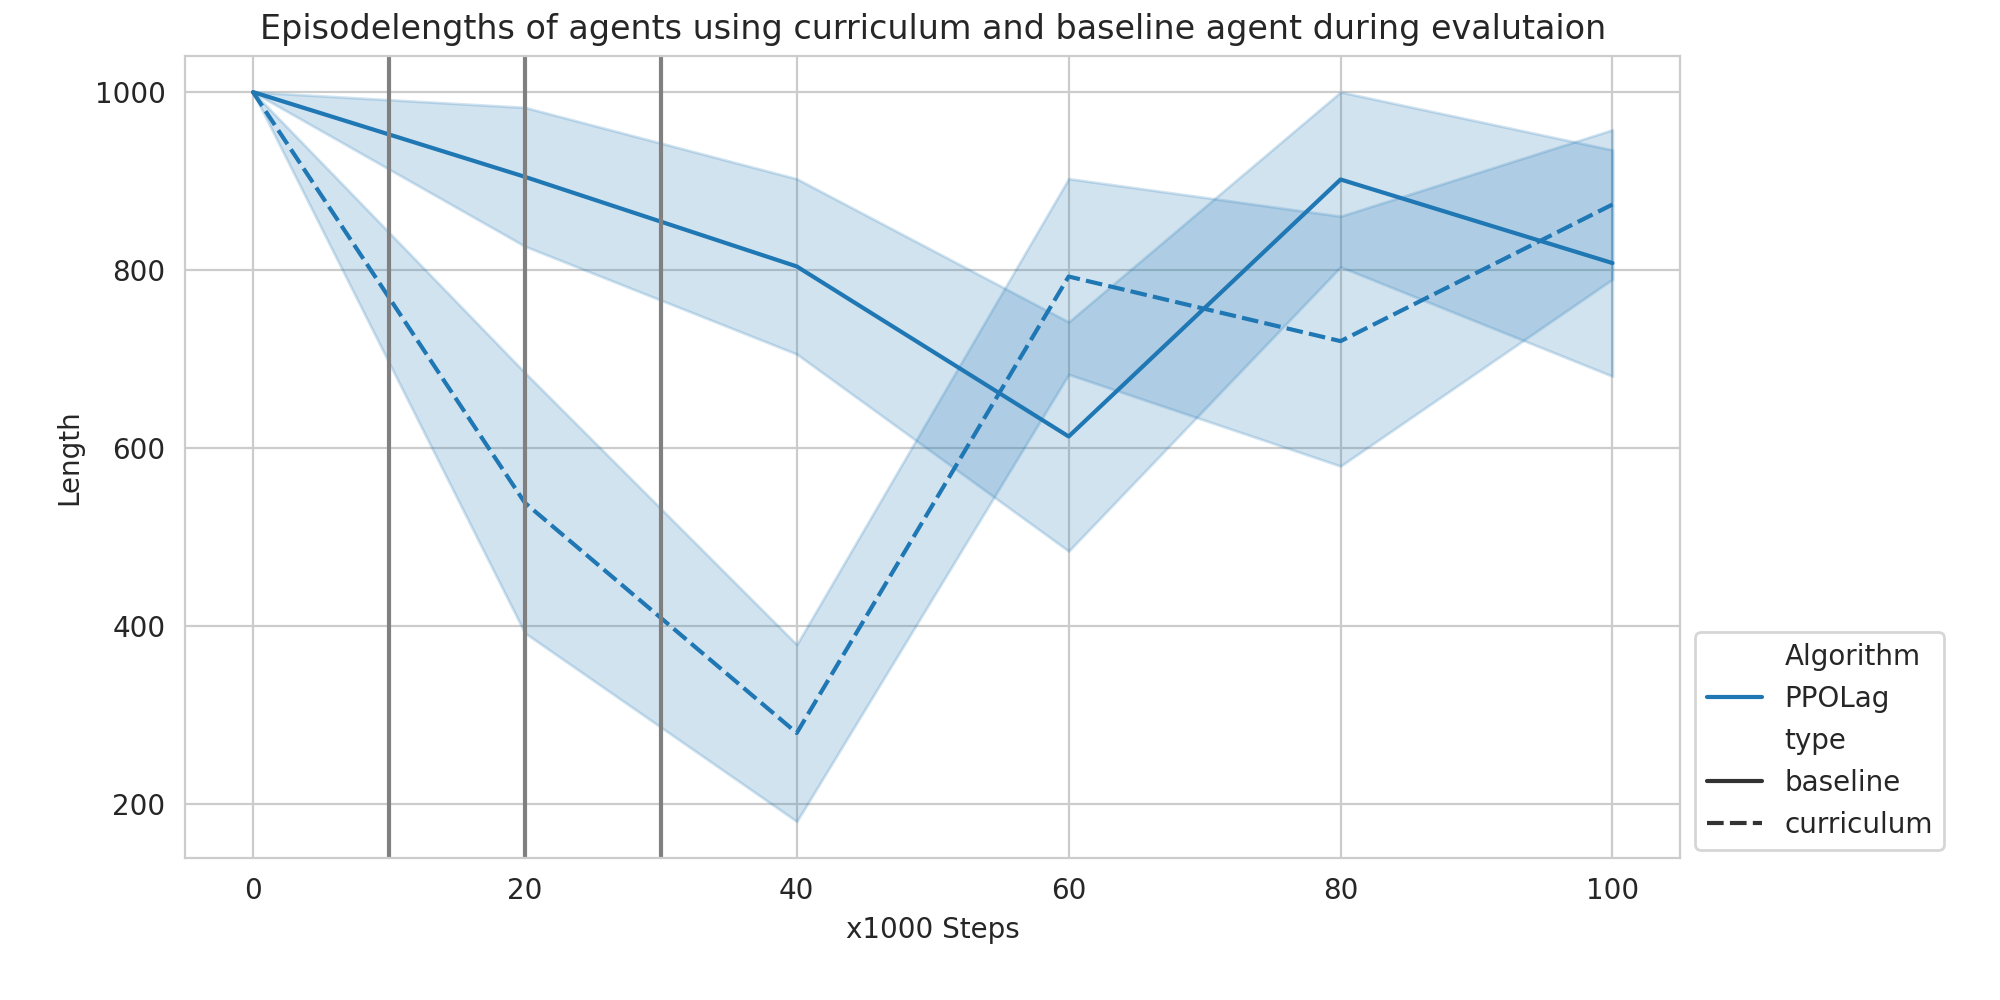 Episodelengths of agents using curriculum and baseline agent during evalutaion
1000
800
600
400
200
Length
0 20 40 60 80 100
x1000 Steps
Algorithm
PPOLag
type
baseline
curriculum